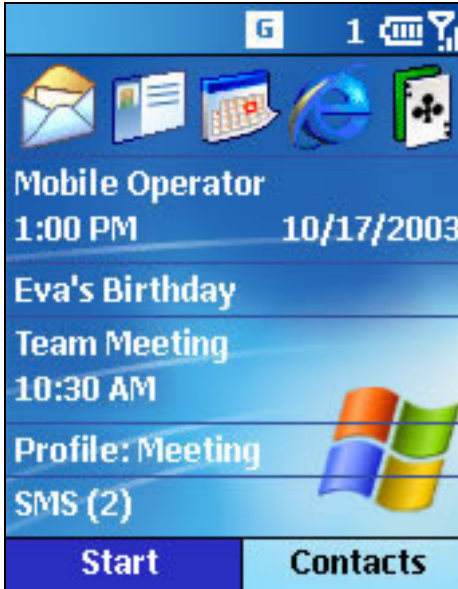 G 1
Mobile Operator
1:00 PM 10/17/2003
Eva's Birthday
Team Meeting
10:30 AM
Profile: Meeting
SMS (2)
Start Contacts